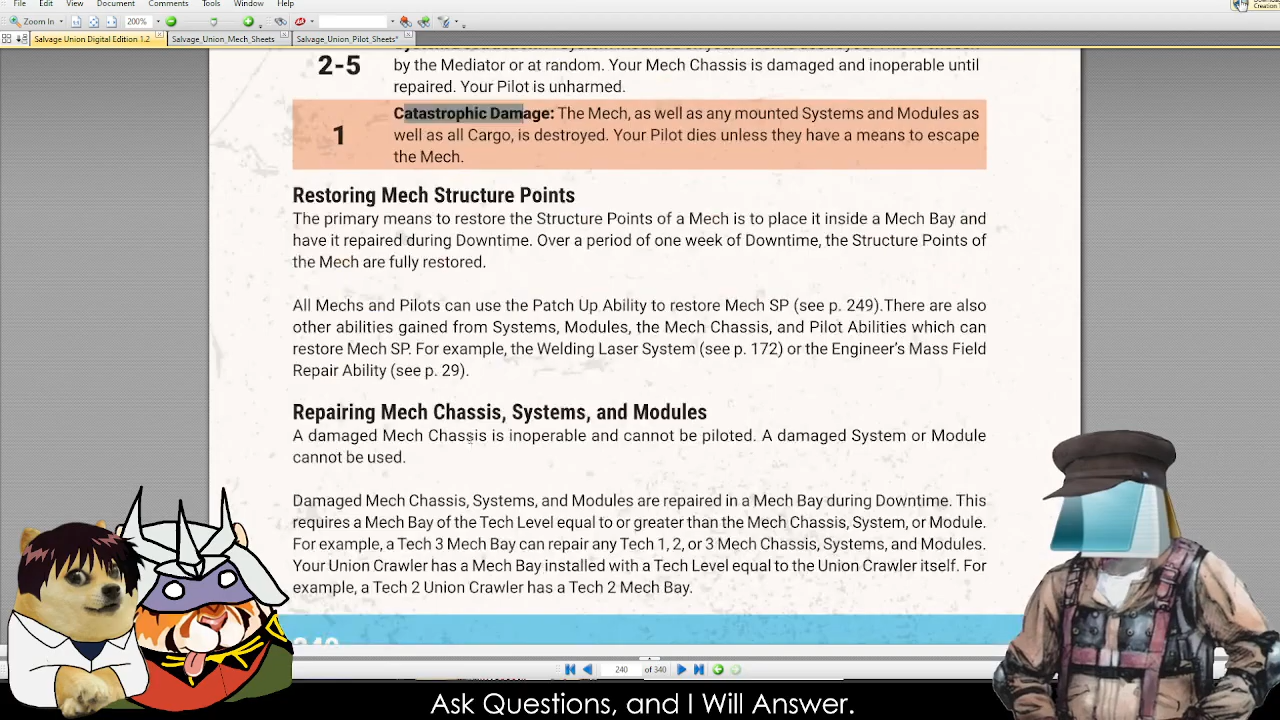 File Edit View Document Comments Tools Window Help
Zoom In 200%
Salvage Union Digital Edition 1.2 Salvage_Union_Mech_Sheets Salvage_Union_Pilot_Sheets*
2-5
by the Mediator or at random. Your Mech Chassis is damaged and inoperable until
repaired. Your Pilot is unharmed.
1
Catastrophic Damage: The Mech, as well as any mounted Systems and Modules as
well as all Cargo, is destroyed. Your Pilot dies unless they have a means to escape
the Mech.
Restoring Mech Structure Points
The primary means to restore the Structure Points of a Mech is to place it inside a Mech Bay and
have it repaired during Downtime. Over a period of one week of Downtime, the Structure Points of
the Mech are fully restored.
All Mechs and Pilots can use the Patch Up Ability to restore Mech SP (see p. 249).There are also
other abilities gained from Systems, Modules, the Mech Chassis, and Pilot Abilities which can
restore Mech SP. For example, the Welding Laser System (see p. 172) or the Engineer's Mass Field
Repair Ability (see p. 29).
Repairing Mech Chassis, Systems, and Modules
A damaged Mech Chassis is inoperable and cannot be piloted. A damaged System or Module
cannot be used.
Damaged Mech Chassis, Systems, and Modules are repaired in a Mech Bay during Downtime. This
requires a Mech Bay of the Tech Level equal to or greater than the Mech Chassis, System, or Module.
For example, a Tech 3 Mech Bay can repair any Tech 1, 2, or 3 Mech Chassis, Systems, and Modules.
Your Union Crawler has a Mech Bay installed with a Tech Level equal to the Union Crawler itself. For
example, a Tech 2 Union Crawler has a Tech 2 Mech Bay.
240 of 340
Ask Questions, and I Will Answer.